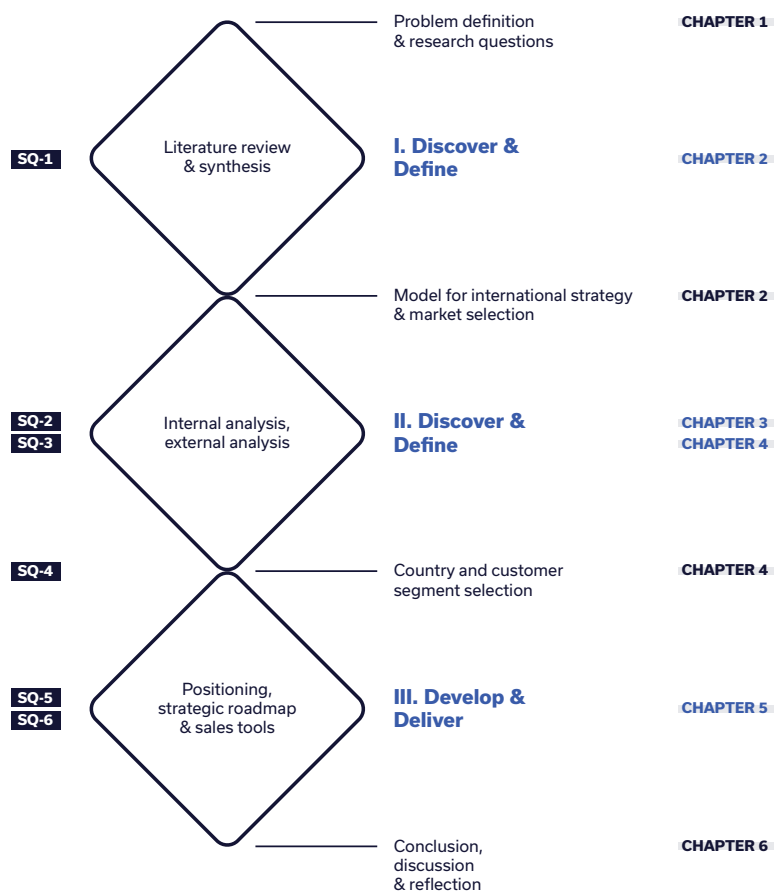 Problem definition
& research questions
CHAPTER 1
SQ-1
Literature review
& synthesis
I. Discover &
Define
CHAPTER 2
Model for international strategy
& market selection
CHAPTER 2
SQ-2
SQ-3
Internal analysis,
external analysis
II. Discover &
Define
CHAPTER 3
CHAPTER 4
SQ-4
Country and customer
segment selection
CHAPTER 4
SQ-5
SQ-6
Positioning,
strategic roadmap
& sales tools
III. Develop &
Deliver
CHAPTER 5
Conclusion,
discussion
& reflection
CHAPTER 6